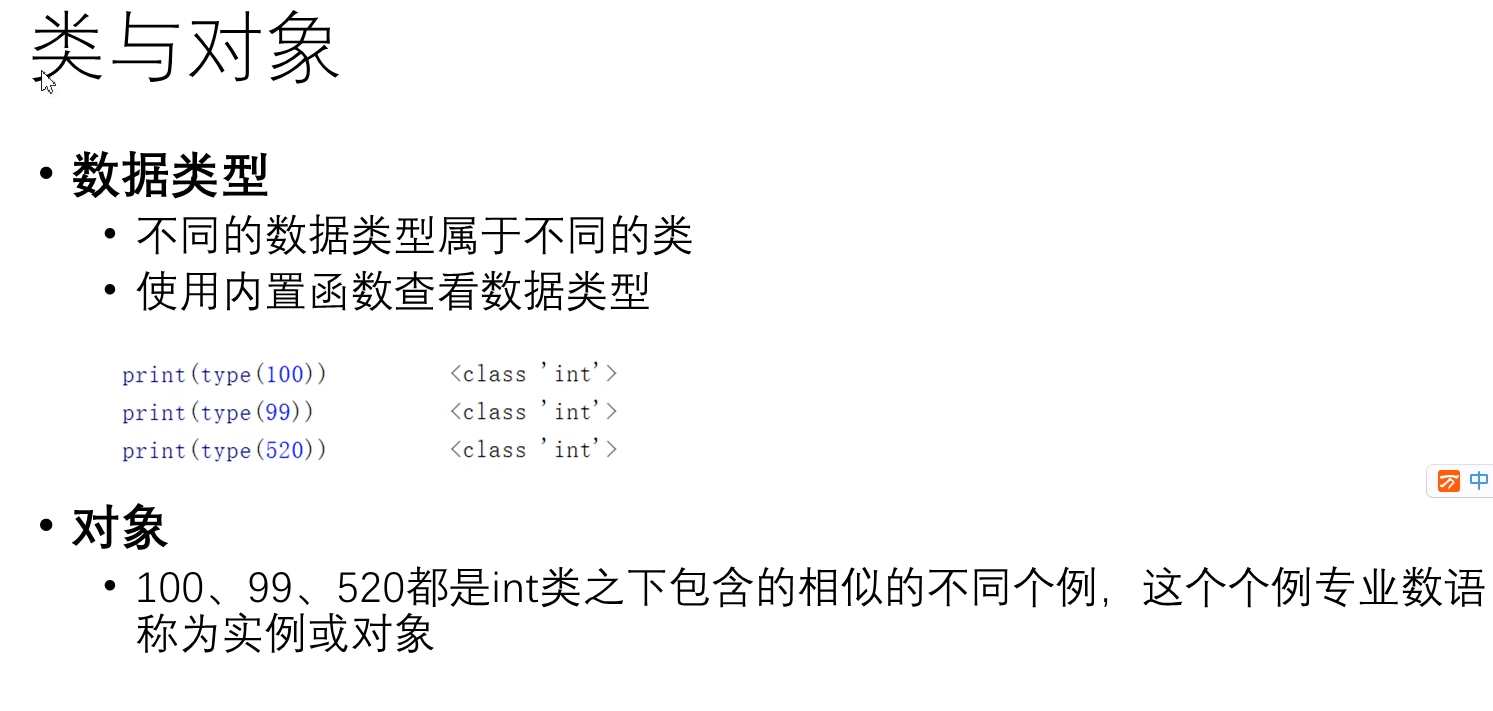 类与对象
• 数据类型
• 不同的数据类型属于不同的类
• 使用内置函数查看数据类型
print(type(100)) <class 'int'>
print(type(99)) <class 'int'>
print(type(520)) <class 'int'>
中
• 对象
• 100、99、520都是int类之下包含的相似的不同个例，这个个例专业数语
称为实例或对象